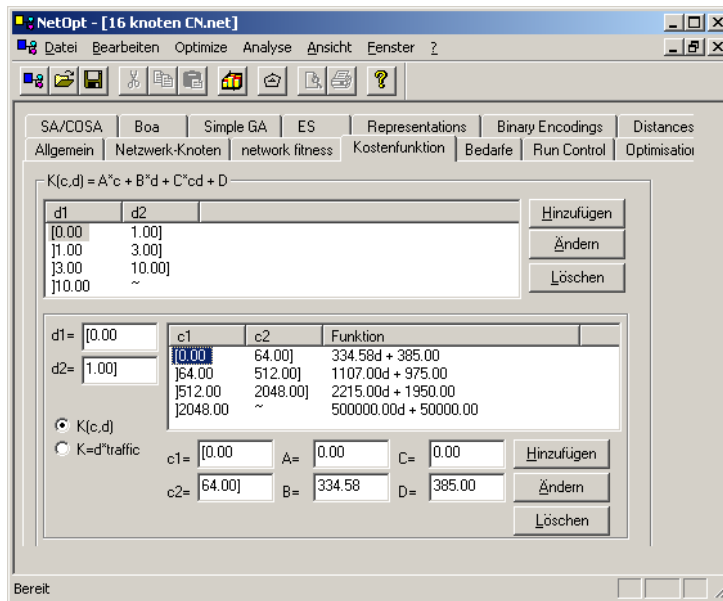 NetOpt - [16 knoten CN.net]
Datei Bearbeiten Optimize Analyse Ansicht Fenster ?
SA/COSA Boa Simple GA ES Representations Binary Encodings Distances
Allgemein Netzwerk-Knoten network fitness Kostenfunktion Bedarfe Run Control Optimisation
K(c,d) = A*c + B*d + C*cd + D
d1 d2
[0.00 1.00]
]1.00 3.00]
]3.00 10.00]
]10.00 ~
Hinzufügen
Ändern
Löschen
d1= [0.00
d2= 1.00]
K(c,d)
K=d*traffic
c1 c2 Funktion
[0.00 64.00] 334.58d + 385.00
]64.00 512.00] 1107.00d + 975.00
]512.00 2048.00] 2215.00d + 1950.00
]2048.00 ~ 500000.00d + 50000.00
c1= [0.00 A= 0.00 C= 0.00
c2= 64.00] B= 334.58 D= 385.00
Hinzufügen
Ändern
Löschen
Bereit